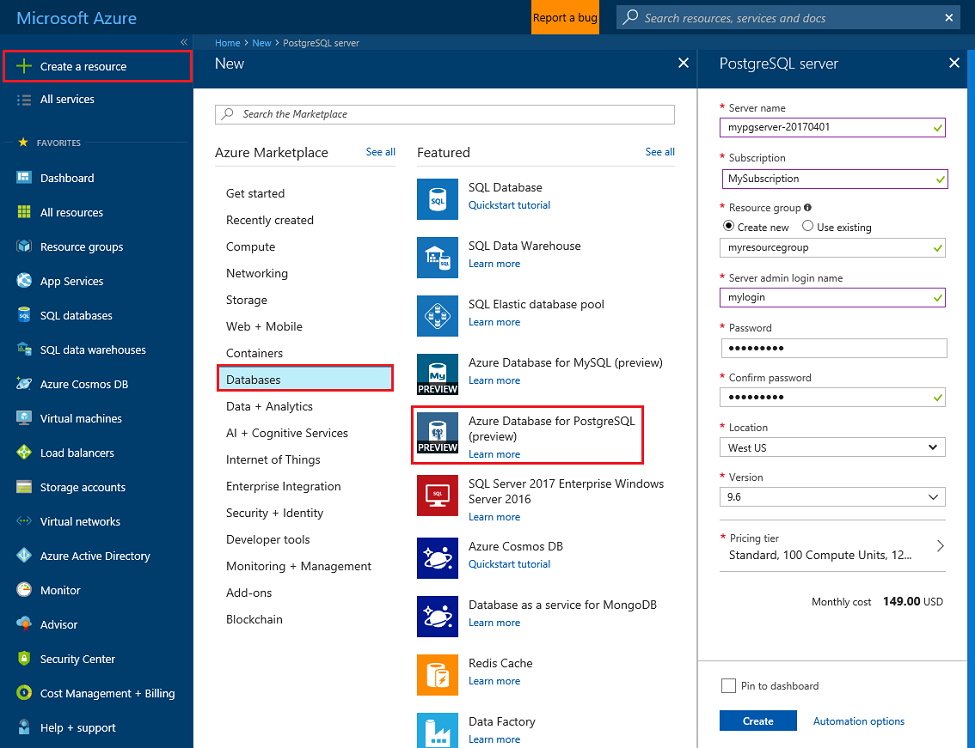 Microsoft Azure
Report a bug
Search resources, services and docs
Home > New > PostgreSQL server
Create a resource
All services
FAVORITES
Dashboard
All resources
Resource groups
App Services
SQL databases
SQL data warehouses
Azure Cosmos DB
Virtual machines
Load balancers
Storage accounts
Virtual networks
Azure Active Directory
Monitor
Advisor
Security Center
Cost Management + Billing
Help + support
New
Search the Marketplace
Azure Marketplace
See all
Get started
Recently created
Compute
Networking
Storage
Web + Mobile
Containers
Databases
Data + Analytics
AI + Cognitive Services
Internet of Things
Enterprise Integration
Security + Identity
Developer tools
Monitoring + Management
Add-ons
Blockchain
Featured
See all
SQL
SQL Database
Quickstart tutorial
SQL
SQL Data Warehouse
Learn more
SQL Elastic database pool
Learn more
My
PREVIEW
Azure Database for MySQL (preview)
Learn more
PREVIEW
Azure Database for PostgreSQL
(preview)
Learn more
SQL
SQL Server 2017 Enterprise Windows
Server 2016
Learn more
Azure Cosmos DB
Quickstart tutorial
Database as a service for MongoDB
Learn more
Redis Cache
Learn more
Data Factory
Learn more
PostgreSQL server
* Server name
mypgserver-20170401
* Subscription
MySubscription
* Resource group
Create new
Use existing
myresourcegroup
* Server admin login name
mylogin
* Password
•••••••••
* Confirm password
•••••••••
* Location
West US
* Version
9.6
* Pricing tier
Standard, 100 Compute Units, 12...
Monthly cost 149.00 USD
Pin to dashboard
Create
Automation options